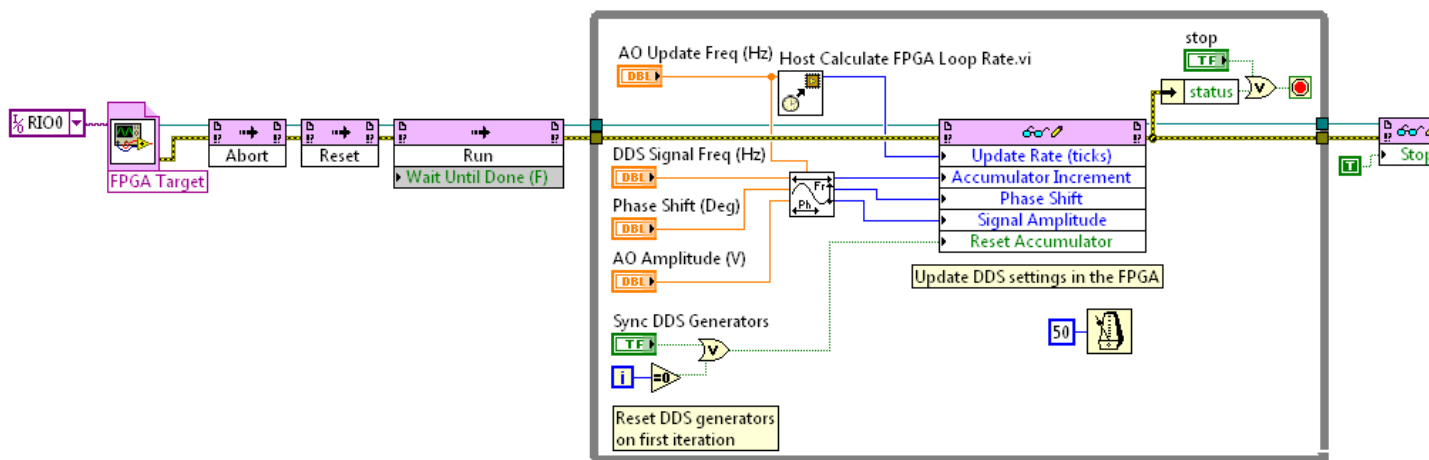 RIO0
FPGA Target
Abort
Reset
Run
Wait Until Done (F)
AO Update Freq (Hz)
DBL
Host Calculate FPGA Loop Rate.vi
DDS Signal Freq (Hz)
DBL
Phase Shift (Deg)
DBL
AO Amplitude (V)
DBL
Fr
Ph
Sync DDS Generators
TF
i
=0
V
Reset DDS generators
on first iteration
Update Rate (ticks)
Accumulator Increment
Phase Shift
Signal Amplitude
Reset Accumulator
Update DDS settings in the FPGA
50
stop
TF
status
V
T
Stop